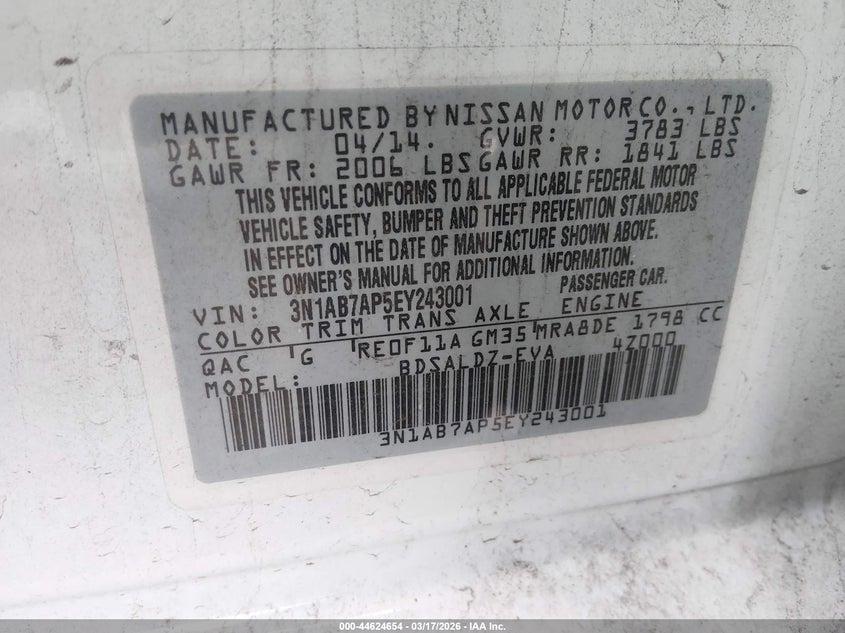 MANUFACTURED BY NISSAN MOTOR CO., LTD.
DATE: 04/14. GVWR: 3783 LBS
GAWR FR: 2006 LBS GAWR RR: 1841 LBS
THIS VEHICLE CONFORMS TO ALL APPLICABLE FEDERAL MOTOR
VEHICLE SAFETY, BUMPER AND THEFT PREVENTION STANDARDS
IN EFFECT ON THE DATE OF MANUFACTURE SHOWN ABOVE.
SEE OWNER'S MANUAL FOR ADDITIONAL INFORMATION.
VIN: 3N1AB7AP5EY243001 PASSENGER CAR.
COLOR TRIM TRANS AXLE ENGINE
QAC G RE0F11A GM35 MRA8DE 1798 CC
MODEL: BDSALDZ-EVA 4Z000
3N1AB7AP5EY243001
000-44624654 — 03/17/2026 — IAA Inc.